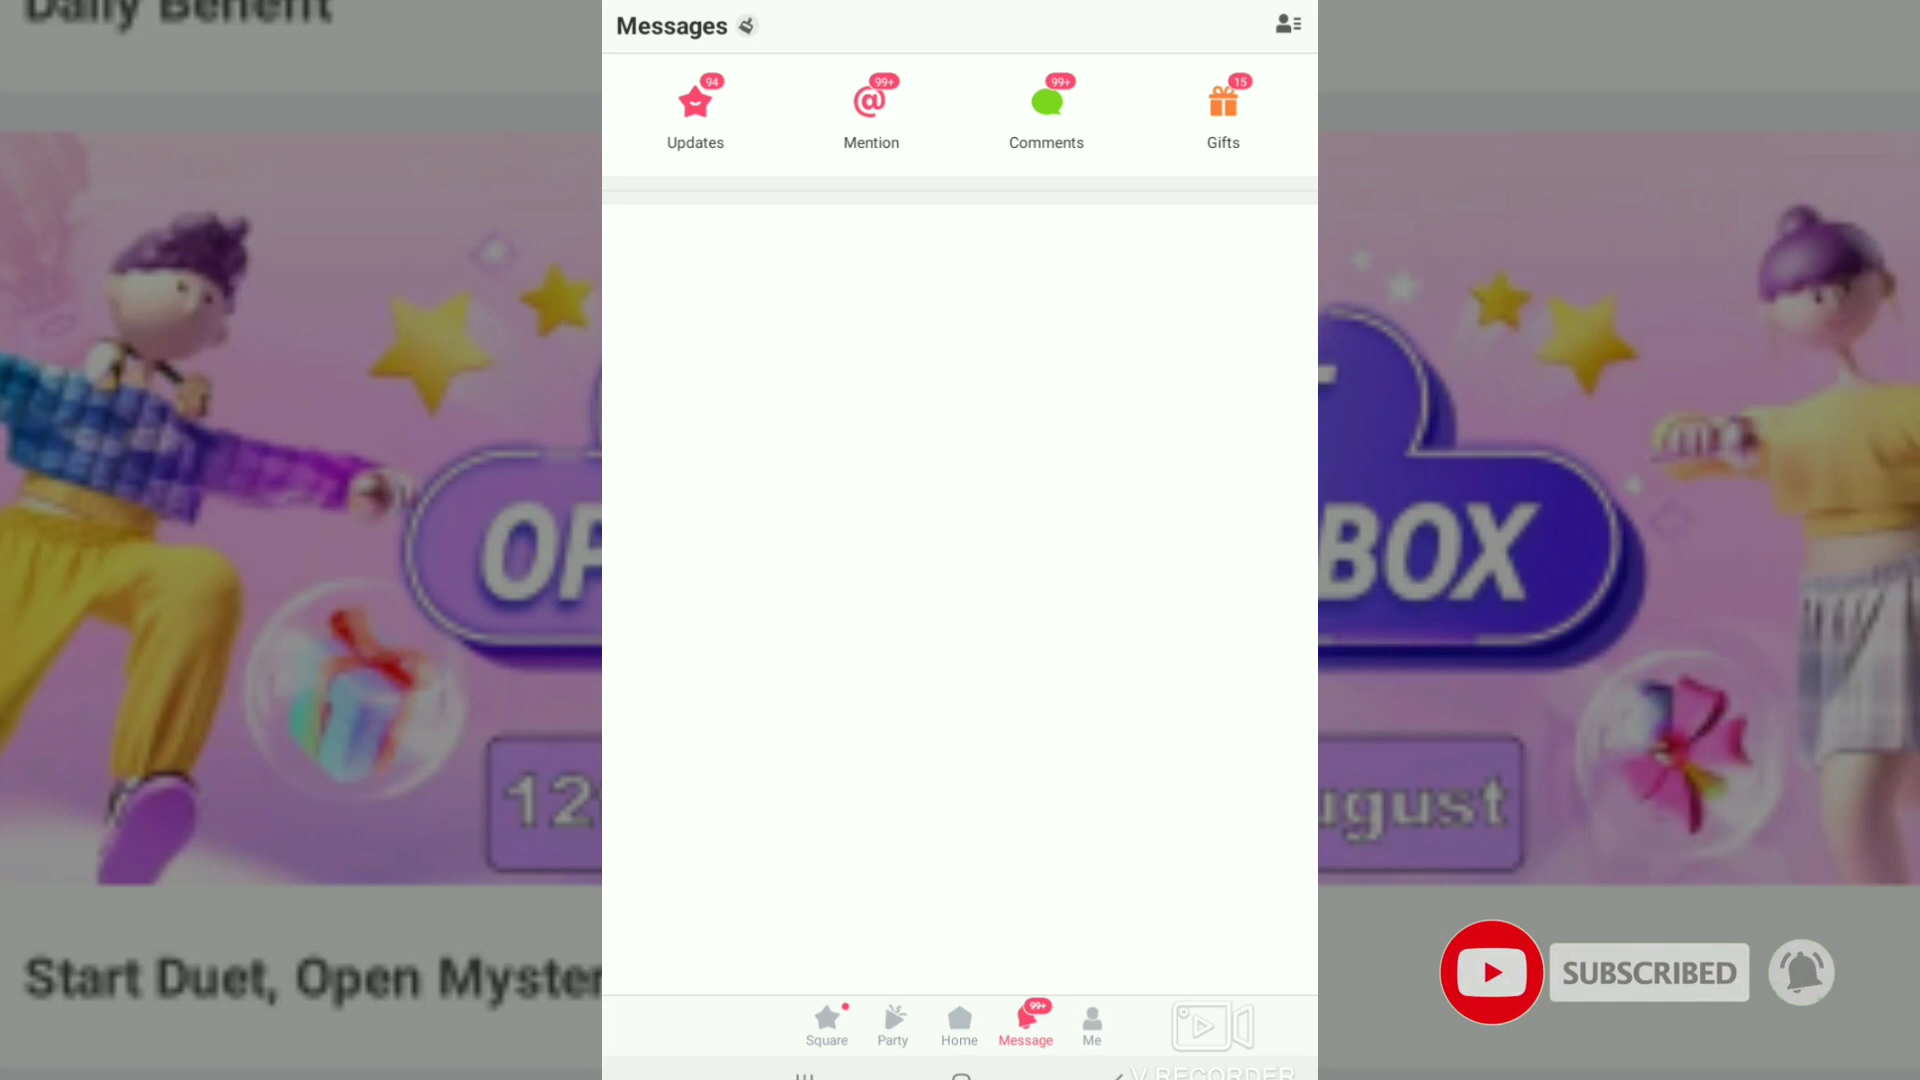 Daily Benefit
Messages
94
99+
99+
15
Updates
Mention
Comments
Gifts
OP
BOX
12
ugust
Start Duet, Open Myster
SUBSCRIBED
99+
Square
Party
Home
Message
Me
V RECORDER